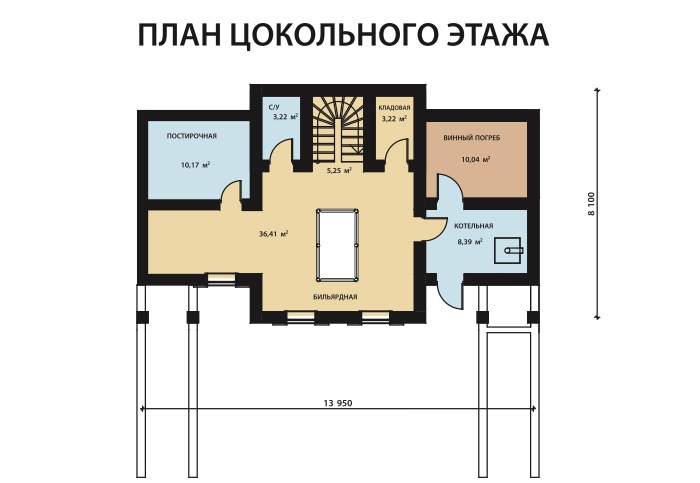 ПЛАН ЦОКОЛЬНОГО ЭТАЖА
С/У
3,22 м²
КЛАДОВАЯ
3,22 м²
ПОСТИРОЧНАЯ
10,17 м²
ВИННЫЙ ПОГРЕБ
10,04 м²
5,25 м²
36,41 м²
КОТЕЛЬНАЯ
8,39 м²
БИЛЬЯРДНАЯ
8 100
13 950